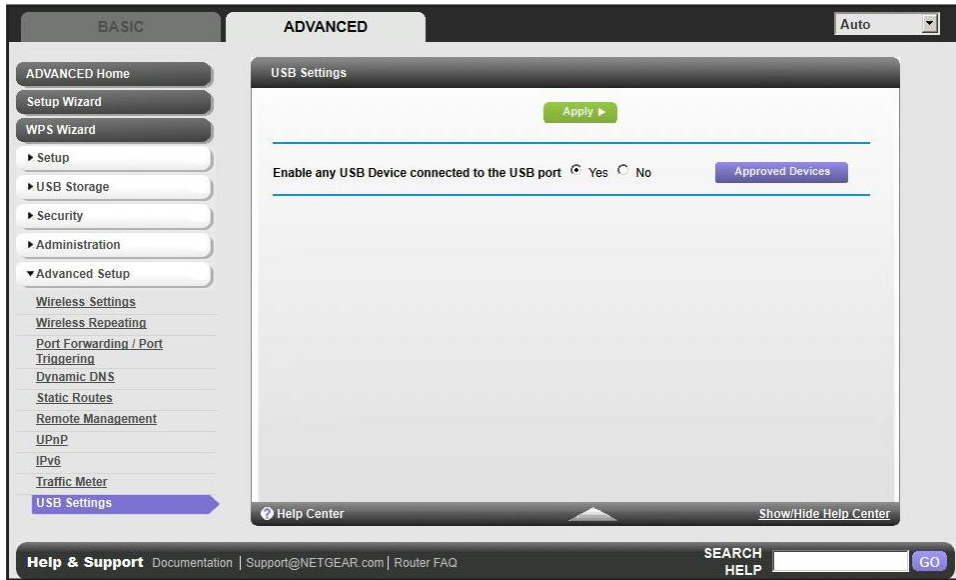 BASIC
ADVANCED
Auto
ADVANCED Home
Setup Wizard
WPS Wizard
Setup
USB Storage
Security
Administration
Advanced Setup
Wireless Settings
Wireless Repeating
Port Forwarding / Port
Triggering
Dynamic DNS
Static Routes
Remote Management
UPnP
IPv6
Traffic Meter
USB Settings
USB Settings
Apply
Enable any USB Device connected to the USB port Yes No Approved Devices
Help Center Show/Hide Help Center
Help & Support Documentation | Support@NETGEAR.com | Router FAQ
SEARCH
HELP
GO